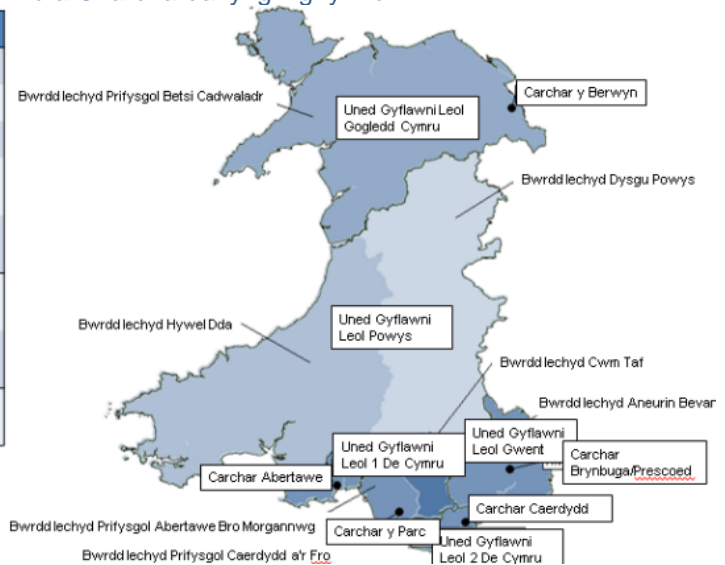 Bwrdd Iechyd Prifysgol Betsi Cadwaladr
Uned Gyflawni Leol
Gogledd Cymru
Carchar y Berwyn
Bwrdd Iechyd Dysgu Powys
Bwrdd Iechyd Hywel Dda
Uned Gyflawni
Leol Powys
Bwrdd Iechyd Cwm Taf
Bwrdd Iechyd Aneurin Bevan
Uned Gyflawni
Leol Gwent
Uned Gyflawni
Leol 1 De Cymru
Carchar
Brynbuga/Prescoed
Carchar Abertawe
Carchar Caerdydd
Bwrdd Iechyd Prifysgol Abertawe Bro Morgannwg
Carchar y Parc
Uned Gyflawni
Leol 2 De Cymru
Bwrdd Iechyd Prifysgol Caerdydd a'r Fro